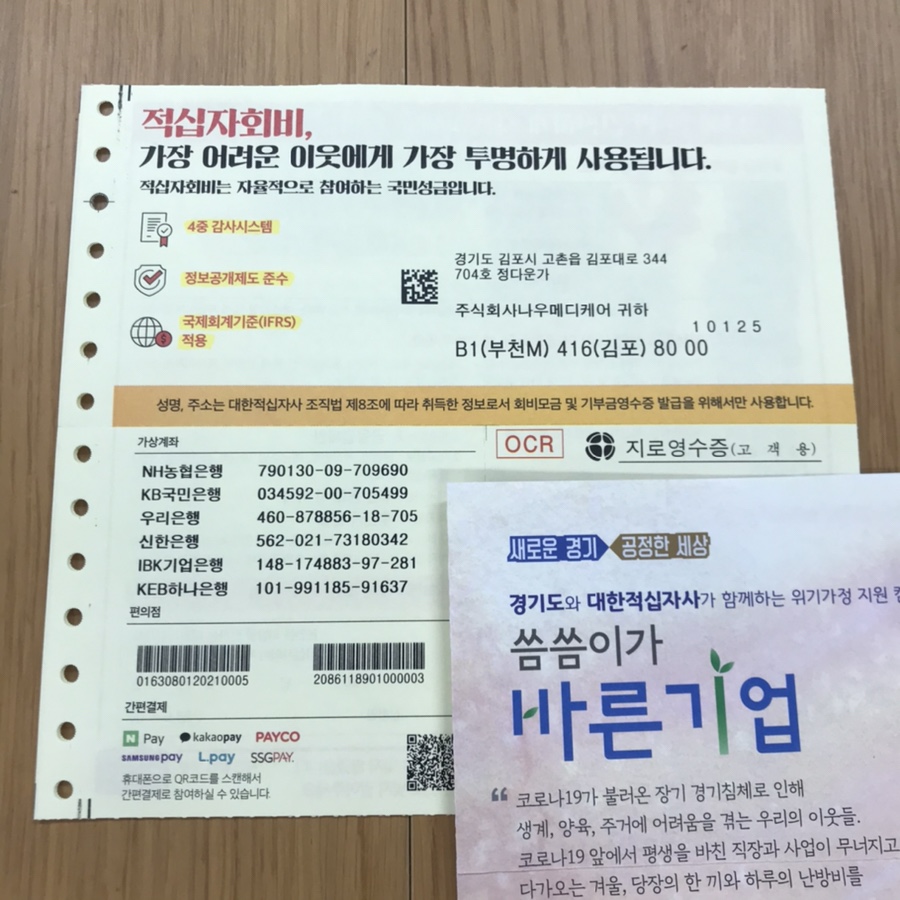 적십자회비,
가장 어려운 이웃에게 가장 투명하게 사용됩니다.
적십자회비는 자율적으로 참여하는 국민성금입니다.
4중 감사시스템
정보공개제도 준수
국제회계기준(IFRS)
적용
경기도 김포시 고촌읍 김포대로 344
704호 정다운가
주식회사나우메디케어 귀하
10125
B1(부천M) 416(김포) 80 00
성명, 주소는 대한적십자사 조직법 제8조에 따라 취득한 정보로서 회비모금 및 기부금영수증 발급을 위해서만 사용합니다.
가상계좌
OCR
지로영수증(고 객 용)
NH농협은행 790130-09-709690
KB국민은행 034592-00-705499
우리은행 460-878856-18-705
신한은행 562-021-73180342
IBK기업은행 148-174883-97-281
KEB하나은행 101-991185-91637
편의점
0163080120210005
2086118901000003
간편결제
N Pay kakaopay PAYCO
SAMSUNG pay L.pay SSGPAY.
휴대폰으로 QR코드를 스캔해서
간편결제로 참여하실 수 있습니다.
새로운 경기 공정한 세상
경기도와 대한적십자사가 함께하는 위기가정 지원
씀씀이가
바른기업
“ 코로나19가 불러온 장기 경기침체로 인해
생계, 양육, 주거에 어려움을 겪는 우리의 이웃들.
코로나19 앞에서 평생을 바친 직장과 사업이 무너지고
다가오는 겨울, 당장의 한 끼와 하루의 난방비를